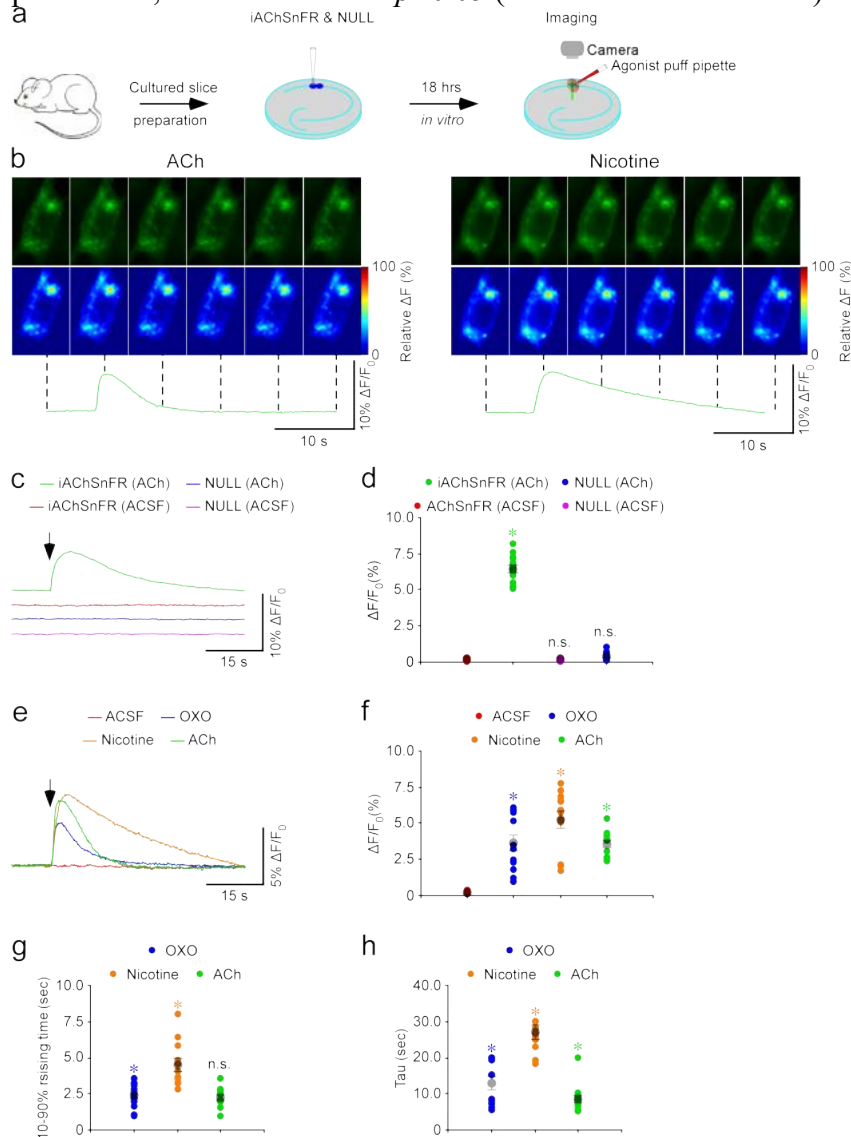 a
iAChSnFR & NULL
Imaging
Camera
Agonist puff pipette
Cultured slice
preparation
18 hrs
in vitro
b
ACh
Nicotine
100
0
Relative ΔF (%)
10% ΔF/F0
10 s
100
0
Relative ΔF (%)
10% ΔF/F0
10 s
c
iAChSnFR (ACh) NULL (ACh)
iAChSnFR (ACSF) NULL (ACSF)
10% ΔF/F0
15 s
d
iAChSnFR (ACh) NULL (ACh)
AChSnFR (ACSF) NULL (ACSF)
ΔF/F0(%)
10.0
7.5
5.0
2.5
0
*
n.s.
n.s.
e
ACSF OXO
Nicotine ACh
5% ΔF/F0
15 s
f
ACSF OXO
Nicotine ACh
ΔF/F0(%)
10.0
7.5
5.0
2.5
0
*
*
*
g
OXO
Nicotine ACh
10-90% rsising time (sec)
10.0
7.5
5.0
2.5
0
*
*
n.s.
h
OXO
Nicotine ACh
Tau (sec)
40.0
30.0
20.0
10.0
0
*
*
*